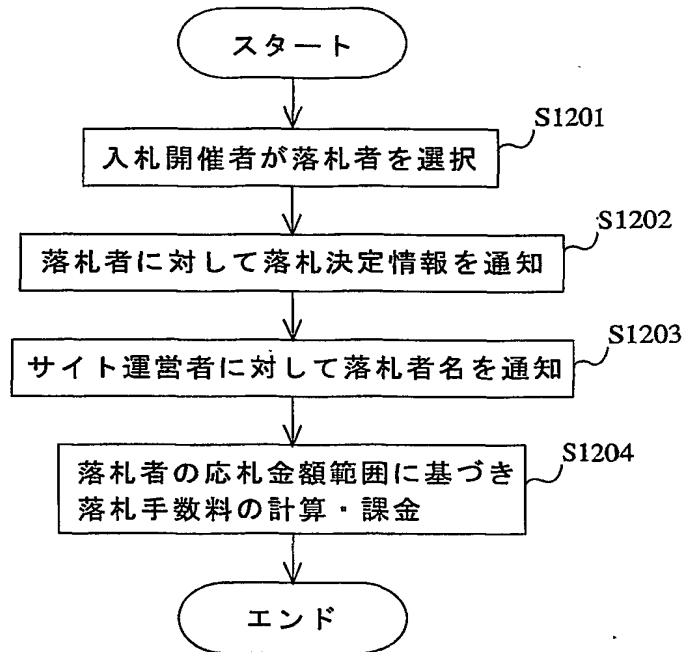 スタート
S1201
入札開催者が落札者を選択
S1202
落札者に対して落札決定情報を通知
S1203
サイト運営者に対して落札者名を通知
S1204
落札者の応札金額範囲に基づき
落札手数料の計算・課金
エンド